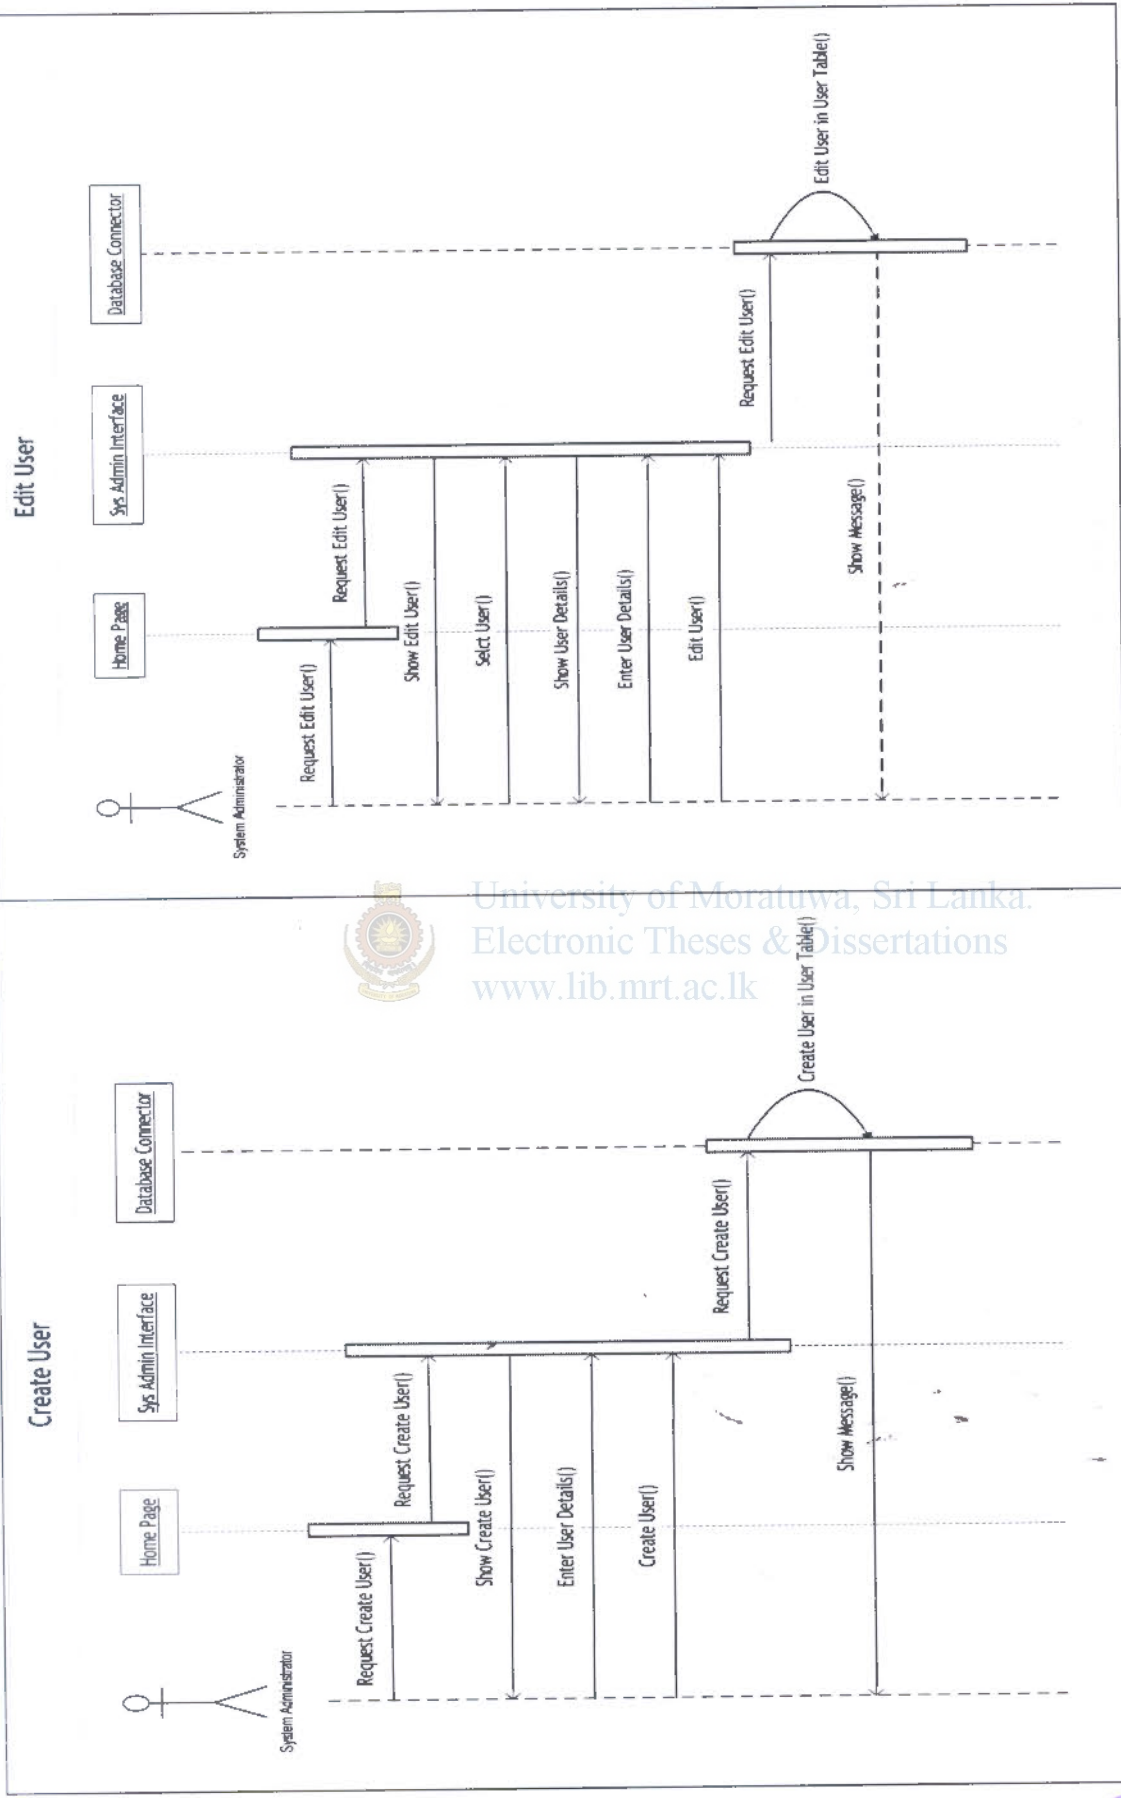 Create User
System Administrator
Home Page
Sys Admin Interface
Database Connector
Request Create User()
Request Create User()
Show Create User()
Enter User Details()
Create User()
Request Create User()
Create User in User Table()
Show Message()
Edit User
System Administrator
Home Page
Sys Admin Interface
Database Connector
Request Edit User()
Request Edit User()
Show Edit User()
Selct User()
Show User Details()
Enter User Details()
Edit User()
Request Edit User()
Edit User in User Table()
Show Message()
University of Moratuwa, Sri Lanka.
Electronic Theses & Dissertations
www.lib.mrt.ac.lk